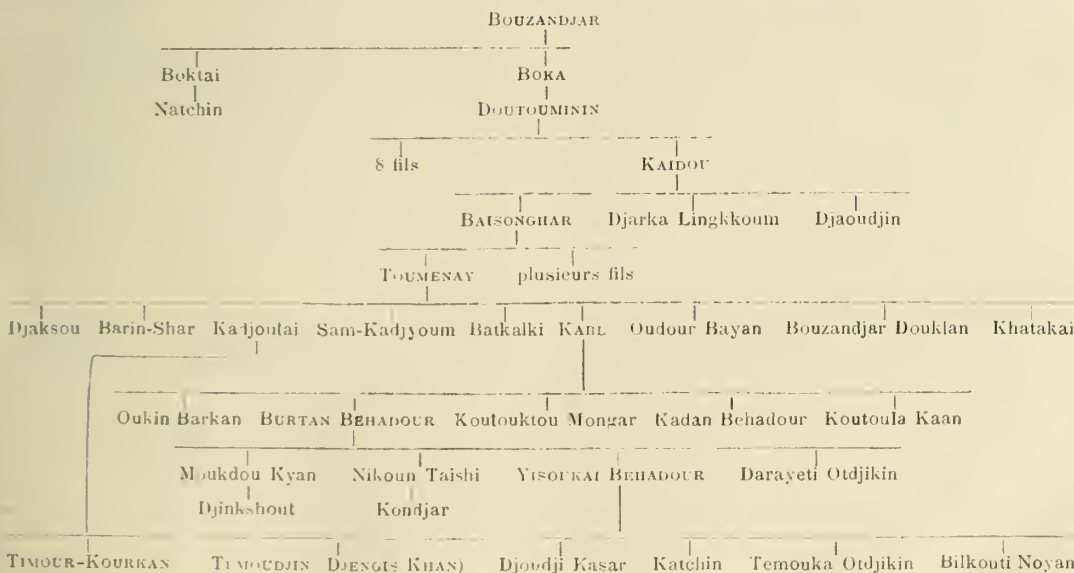 BOUZANDJAR
Boktai BOKA
Natchin DOUTOUMININ
8 fils KAIDOU
BAISONGHAR Djarka Lingkkoum Djaoudjin
TOUMENAY plusieurs fils
Djaksou Barin-Shar Kadjoutai Sam-Kadjyoum Batkalki KABL Oudour Bayan Bouzandjar Douklan Khatakai
Oukin Barkan BURTAN BEHADOUR Koutouktou Mongar Kadan Behadour Koutoula Kaan
Moukdou Kyan Nikoun Taishi YISOUKAI BEHADOUR Darayeti Otdjikin
Djinkshout Kondjar
TIMOUR-KOURKAN TIMOUDJIN DJENGIS KHAN) Djoudji Kasar Katchin Temouka Otdjikin Bilkouti Noyan